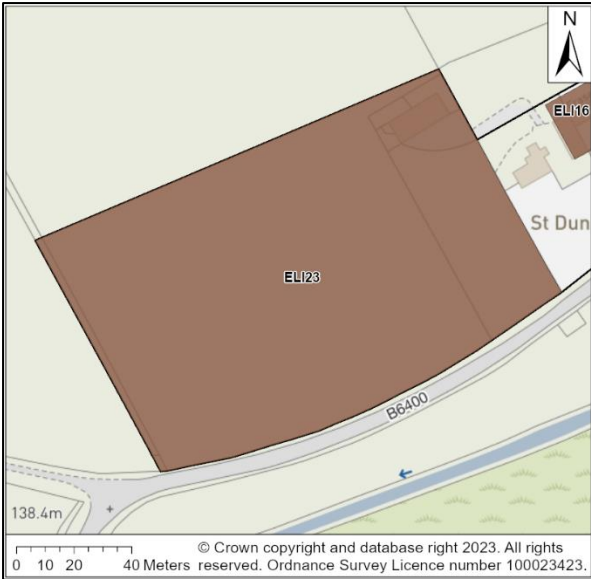 N
ELI16
St Dun
ELI23
B6400
138.4m
© Crown copyright and database right 2023. All rights
0 10 20 40 Meters reserved. Ordnance Survey Licence number 100023423.